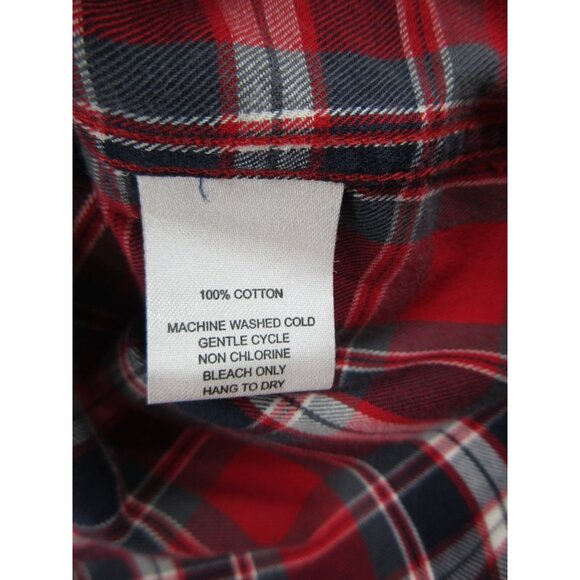 100% COTTON
MACHINE WASHED COLD
GENTLE CYCLE
NON CHLORINE
BLEACH ONLY
HANG TO DRY